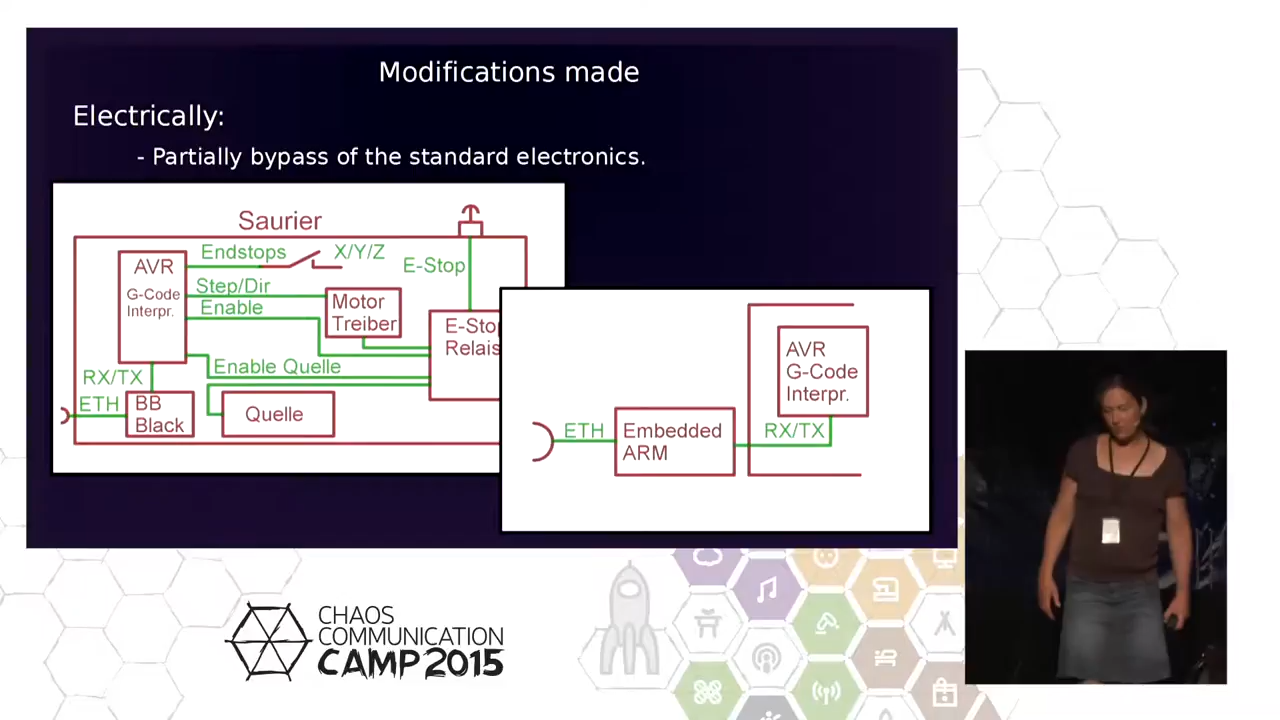 Modifications made
Electrically:
- Partially bypass of the standard electronics.
Saurier
Endstops
X/Y/Z
AVR
G-Code
Interpr.
E-Stop
Step/Dir
Enable
Motor
Treiber
E-Sto
Relais
Enable Quelle
RX/TX
ETH
BB
Black
Quelle
AVR
G-Code
Interpr.
ETH
Embedded
ARM
RX/TX
CHAOS
COMMUNICATION
CAMP 2015